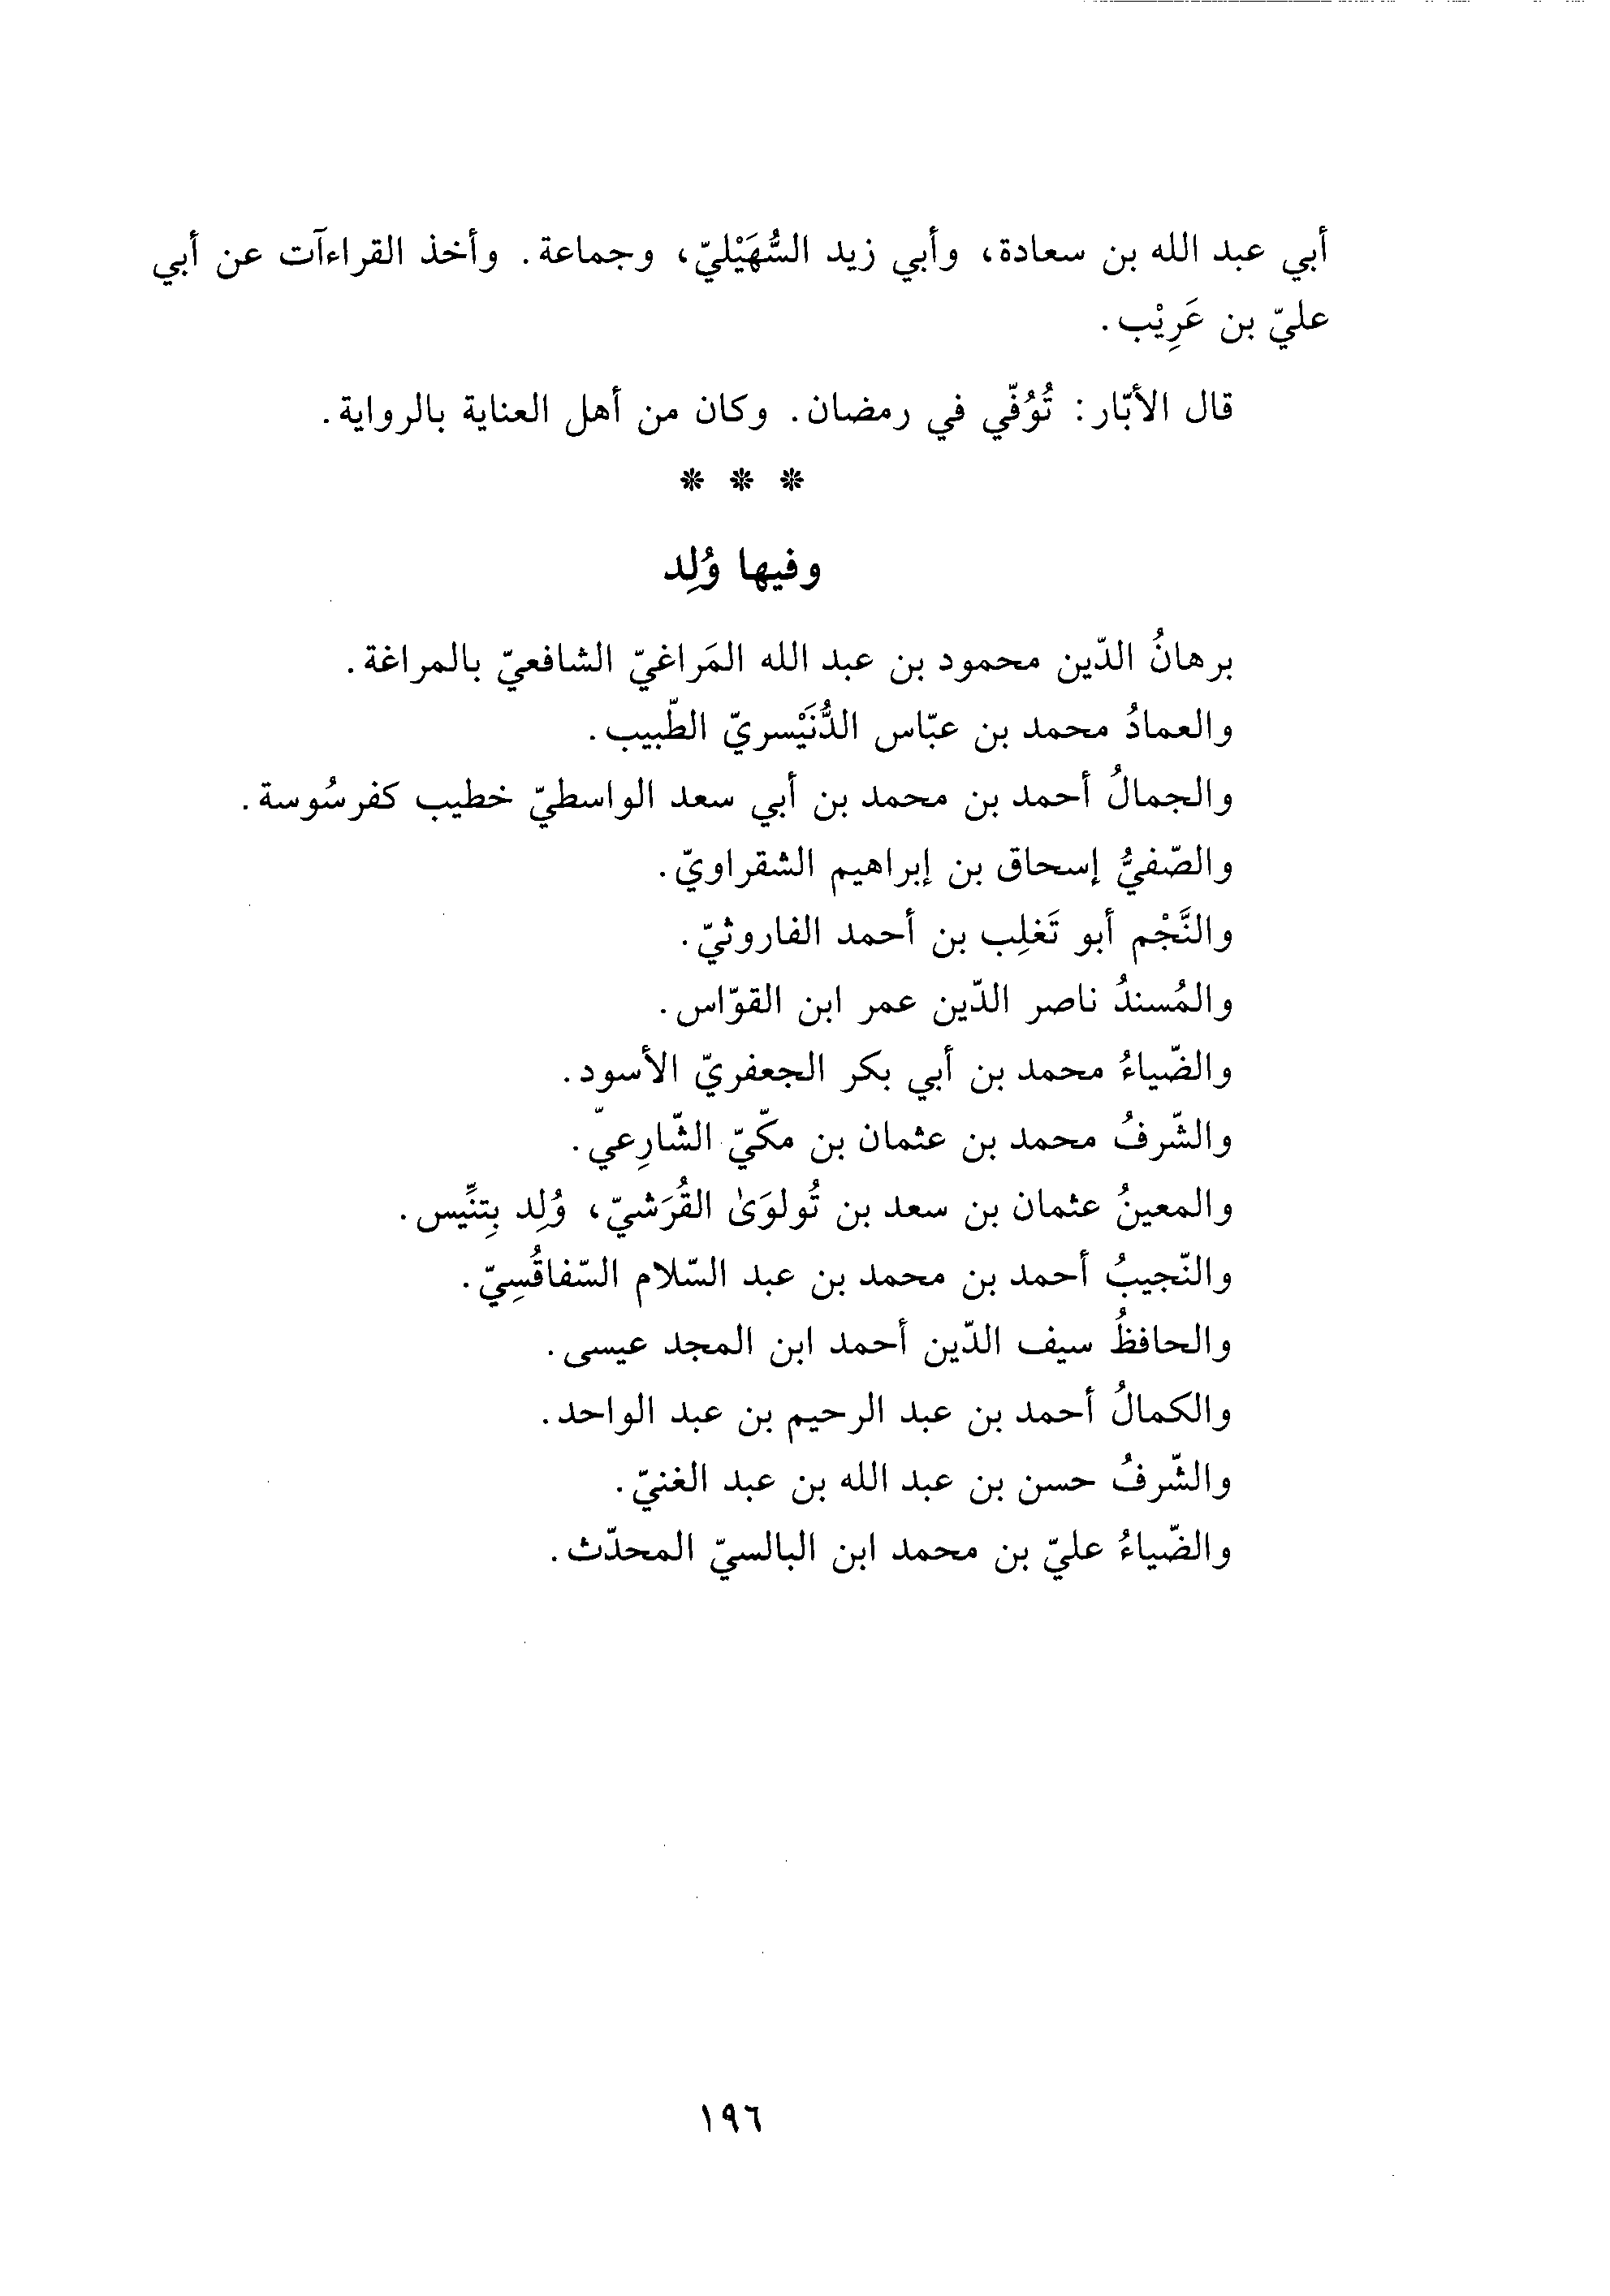 أبي عبد الله بن سعادة، وأبي زيد السُّهَيْليّ، وجماعة. وأخذ القراءآت عن أبي
عليّ بن عَرِيْب.
قال الأبّار: تُوُفّي في رمضان. وكان من أهل العناية بالرواية.
* * *
وفيها وُلِد
برهانُ الدّين محمود بن عبد الله المَراغيّ الشافعيّ بالمراغة.
والعمادُ محمد بن عبّاس الدُّنَيْسريّ الطّبيب.
والجمالُ أحمد بن محمد بن أبي سعد الواسطيّ خطيب كفرسُوسة.
والصّفيُّ إسحاق بن إبراهيم الشقراويّ.
والنَّجْم أبو تَغلِب بن أحمد الفاروثيّ.
والمُسندُ ناصر الدّين عمر ابن القوّاس.
والضّياءُ محمد بن أبي بكر الجعفريّ الأسود.
والشّرفُ محمد بن عثمان بن مكّيّ الشّارِعيّ.
والمعينُ عثمان بن سعد بن تُولوَىٰ القُرَشيّ، وُلِد بِتنِّيس.
والنّجيبُ أحمد بن محمد بن عبد السّلام السّفاقُسِيّ.
والحافظُ سيف الدّين أحمد ابن المجد عيسى.
والكمالُ أحمد بن عبد الرحيم بن عبد الواحد.
والشّرفُ حسن بن عبد الله بن عبد الغنيّ.
والضّياءُ عليّ بن محمد ابن البالسيّ المحدّث.
١٩٦